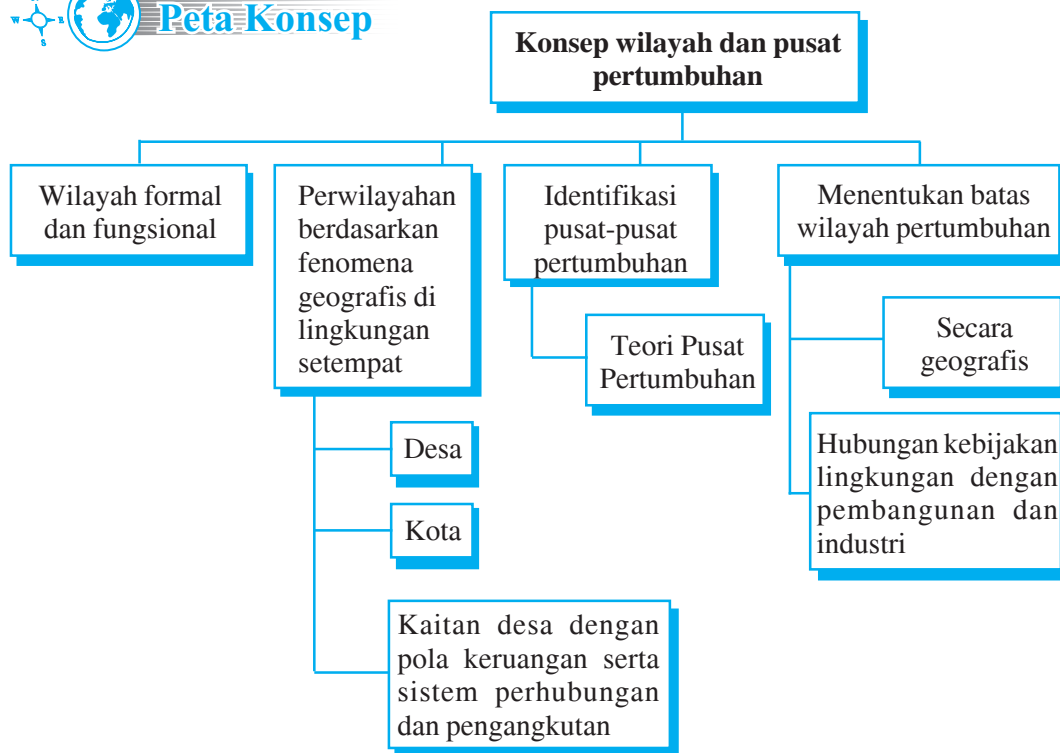 Peta Konsep
Konsep wilayah dan pusat
pertumbuhan
Wilayah formal
dan fungsional
Perwilayahan
berdasarkan
fenomena
geografis di
lingkungan
setempat
Desa
Kota
Kaitan desa dengan
pola keruangan serta
sistem perhubungan
dan pengangkutan
Identifikasi
pusat-pusat
pertumbuhan
Teori Pusat
Pertumbuhan
Menentukan batas
wilayah pertumbuhan
Secara
geografis
Hubungan kebijakan
lingkungan dengan
pembangunan dan
industri
W
E
S